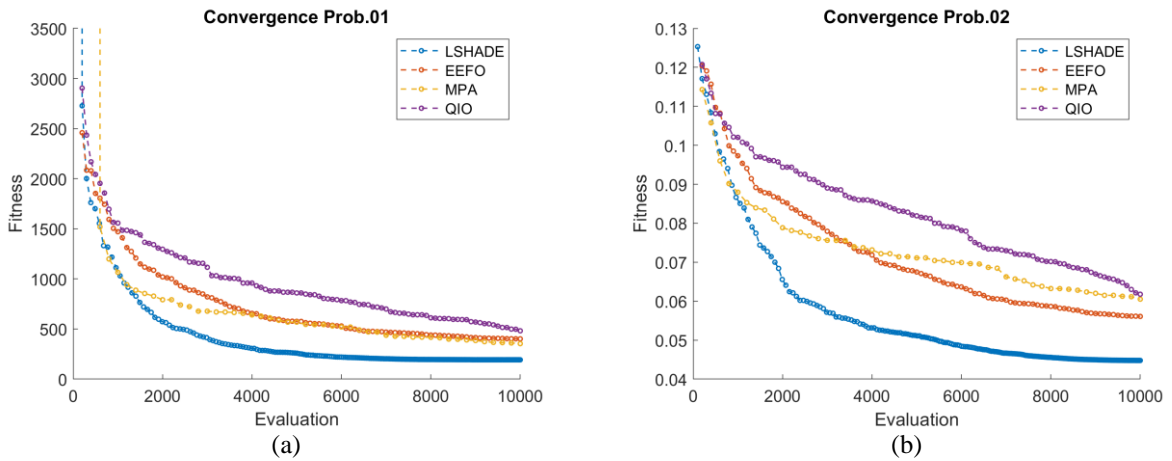 Convergence Prob.01
3500
3000
2500
2000
1500
1000
500
0
Fitness
LSHADE
EEFO
MPA
QIO
2000
4000
6000
8000
10000
Evaluation
(a)
Convergence Prob.02
0.13
0.12
0.11
0.1
0.09
0.08
0.07
0.06
0.05
0.04
Fitness
LSHADE
EEFO
MPA
QIO
0
2000
4000
6000
8000
10000
Evaluation
(b)